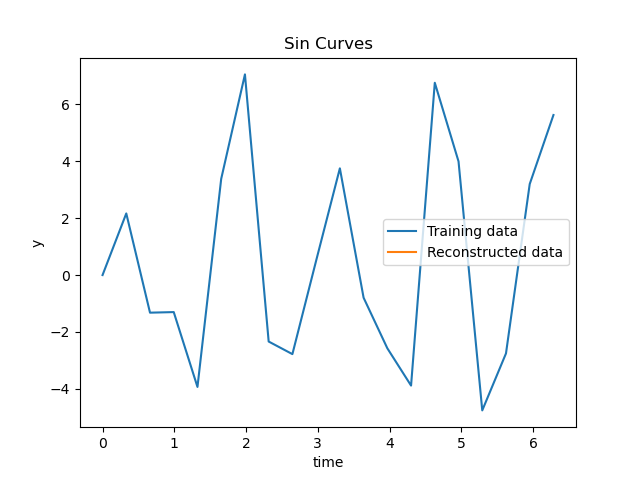 Sin Curves
y
6
4
2
0
−2
−4
Training data
Reconstructed data
0 1 2 3 4 5 6
time